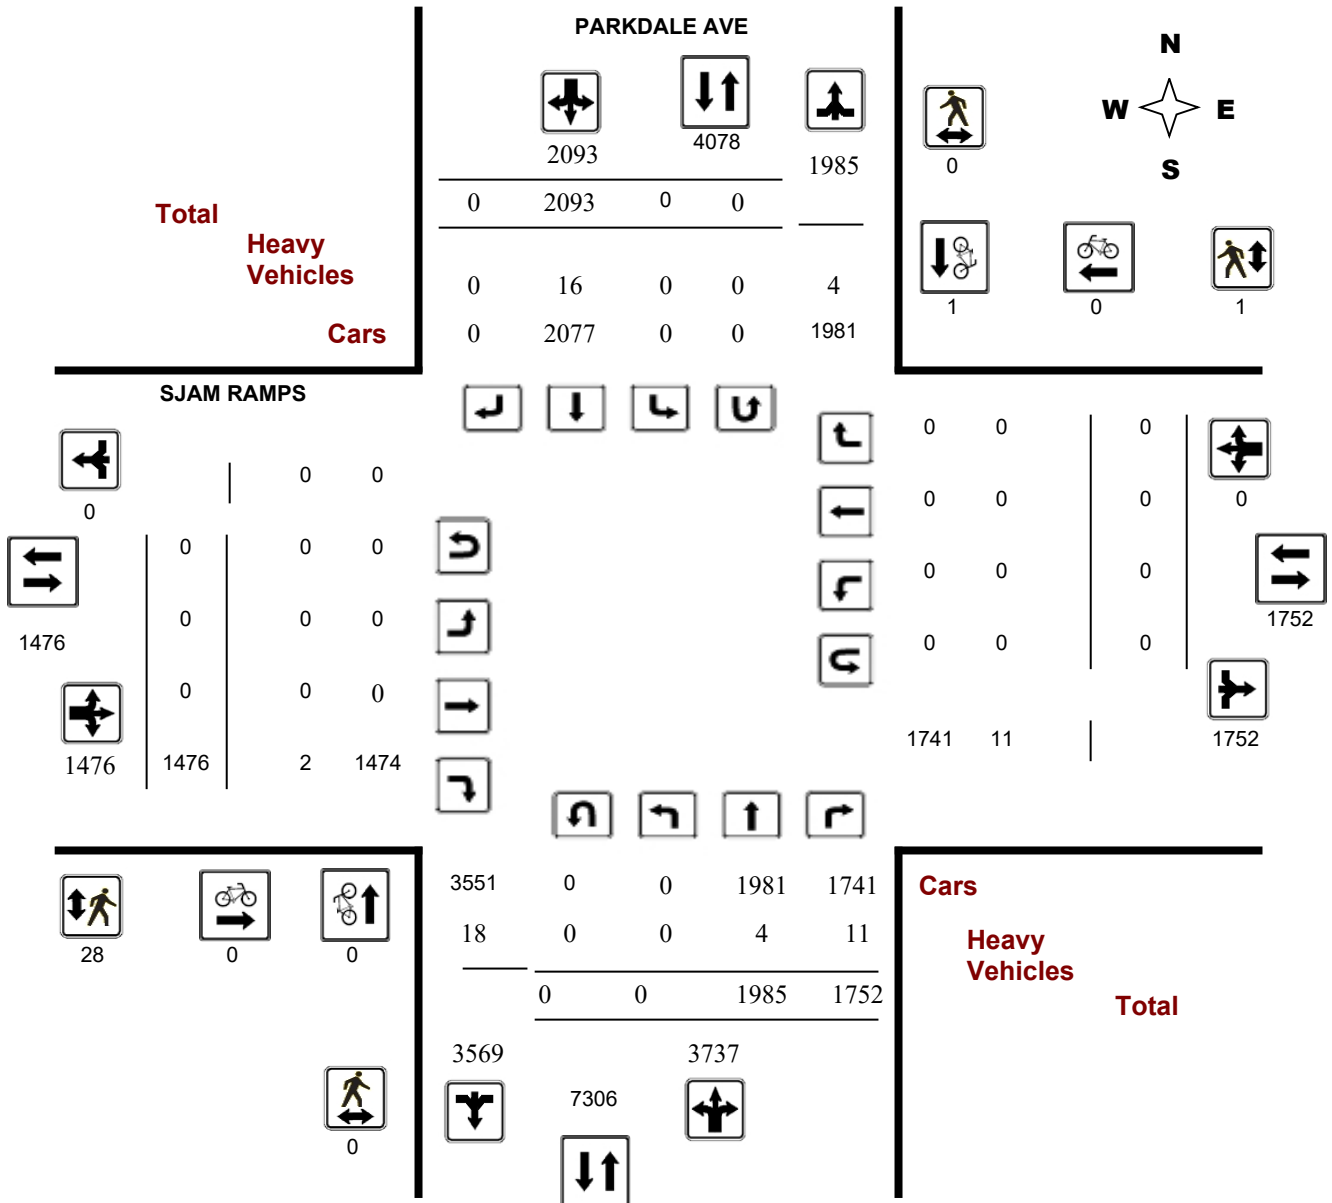 PARKDALE AVE
N
W E
S
2093
4078
1985
0
0 2093 0 0
Total
Heavy
Vehicles
0 16 0 0 4
1 0 1
Cars
0 2077 0 0 1981
SJAM RAMPS
0 0 0
0 0
0
0 0 0
0
0 0 0
0 0 0
1752
0 0 0
1476
0 0 0
0 0 0
1741 11
1752
1476
1476 2 1474
3551 0 0 1981 1741
Cars
18 0 0 4 11
Heavy
Vehicles
28 0 0
0 0 1985 1752
Total
3569 3737
7306
0